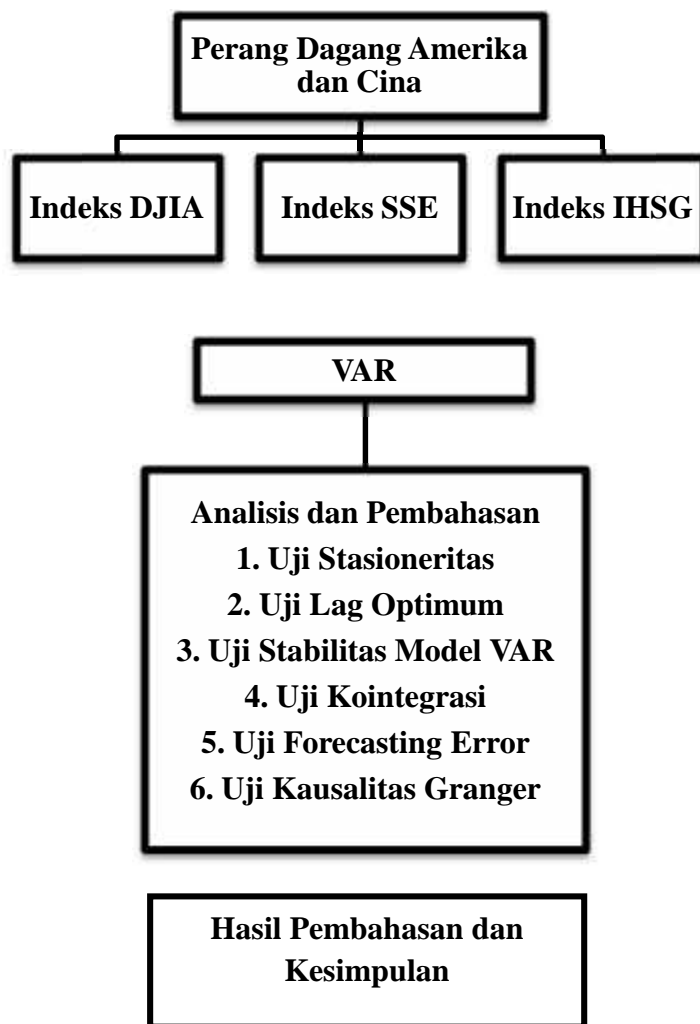 Perang Dagang Amerika
dan Cina
Indeks DJIA
Indeks SSE
Indeks IHSG
VAR
Analisis dan Pembahasan
1. Uji Stasioneritas
2. Uji Lag Optimum
3. Uji Stabilitas Model VAR
4. Uji Kointegrasi
5. Uji Forecasting Error
6. Uji Kausalitas Granger
Hasil Pembahasan dan
Kesimpulan